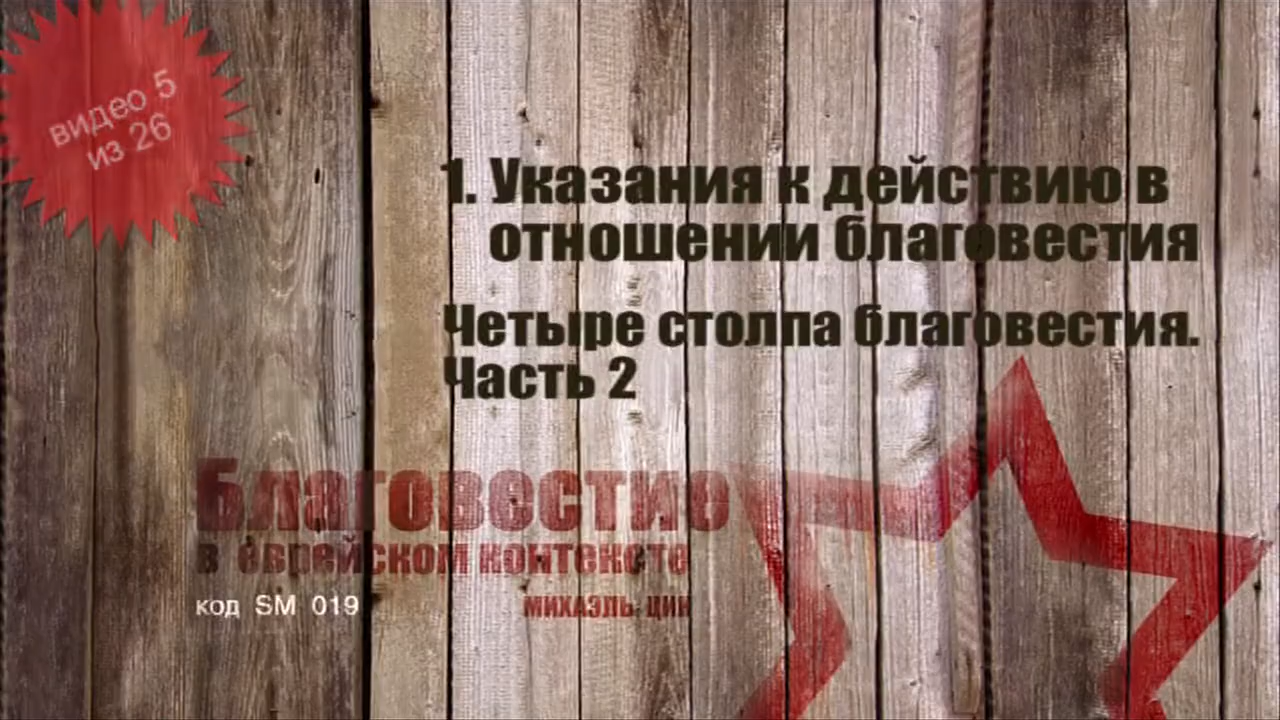 видео 5
из 26
1. Указания к действию в
отношении благовестия
Четыре столпа благовестия.
Часть 2
благовестие
в еврейском контексте
код SM 019
МИХАЭЛЬ ЦИН